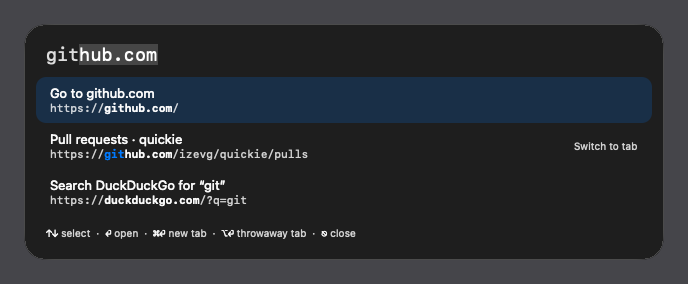 github.com
Go to github.com
https://github.com/
Pull requests · quickie
https://github.com/izevg/quickie/pulls
Switch to tab
Search DuckDuckGo for “git”
https://duckduckgo.com/?q=git
↑↓ select · ↵ open · ⌘↵ new tab · ⌥↵ throwaway tab · ⎋ close